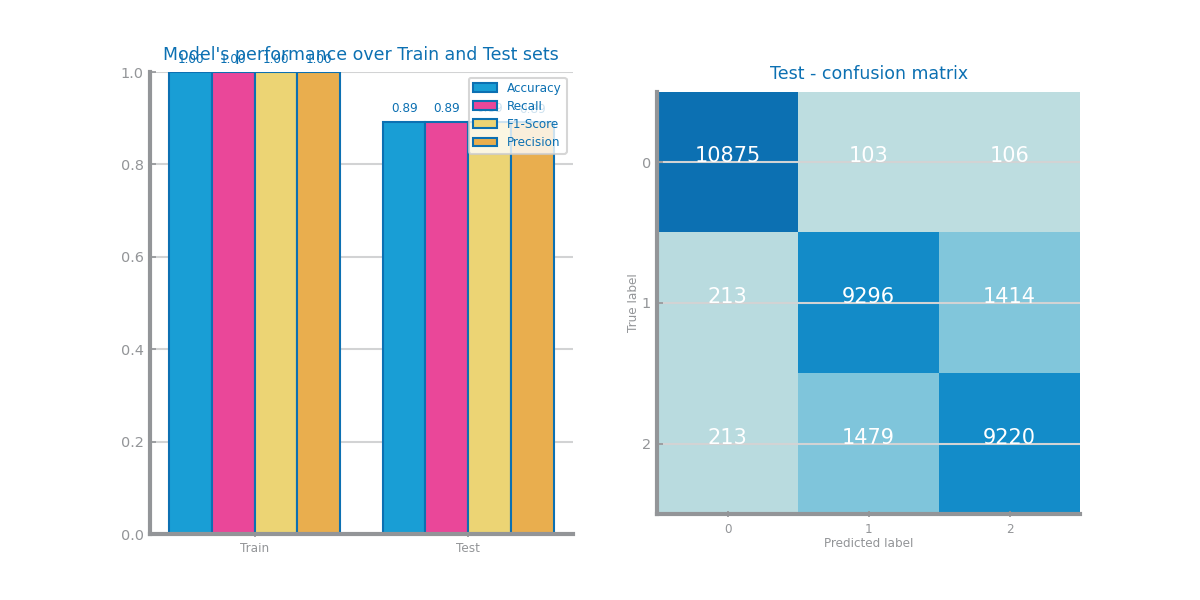 Model's performance over Train and Test sets
1.00 1.00 1.00 1.00
1.0
0.8
0.6
0.4
0.2
0.0
0.89 0.89
Accuracy
Recall
F1-Score
Precision
Train Test
Test - confusion matrix
True label
0
1
2
10875 103 106
213 9296 1414
213 1479 9220
0 1 2
Predicted label